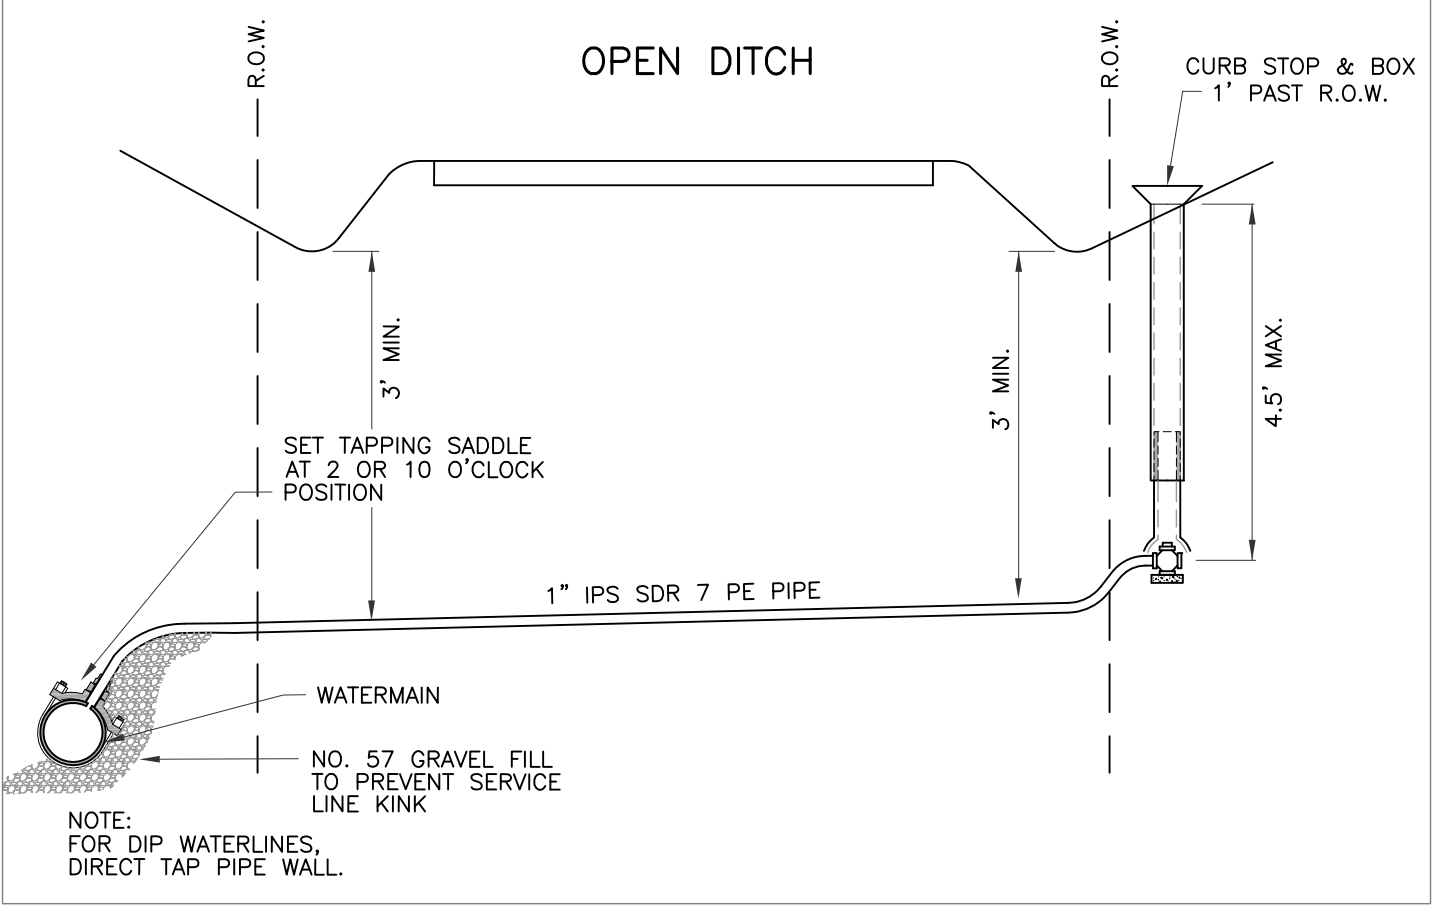 OPEN DITCH
R.O.W.
R.O.W.
CURB STOP & BOX
1' PAST R.O.W.
3' MIN.
3' MIN.
4.5' MAX.
SET TAPPING SADDLE
AT 2 OR 10 O'CLOCK
POSITION
1" IPS SDR 7 PE PIPE
WATERMAIN
NO. 57 GRAVEL FILL
TO PREVENT SERVICE
LINE KINK
NOTE:
FOR DIP WATERLINES,
DIRECT TAP PIPE WALL.